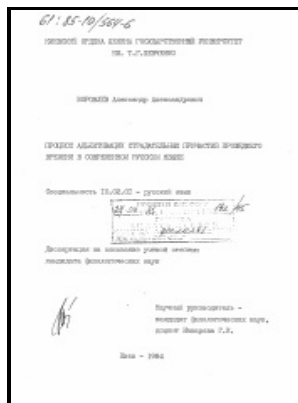 61:85-10/564-6
КИЕВСКИЙ ОРДЕНА ЛЕНИНА ГОСУДАРСТВЕННЫЙ УНИВЕРСИТЕТ
ИМ. Т.Г.ШЕВЧЕНКО
Александр Александрович
ПРОЦЕСС АДЪЕКТИВАЦИИ СТРАДАТЕЛЬНЫХ ПРИЧАСТИЙ ПРОШЕДШЕГО
ВРЕМЕНИ В СОВРЕМЕННОМ РУССКОМ ЯЗЫКЕ
Специальность 10.02.01 - русский язык
Диссертация на соискание ученой степени
кандидата филологических наук
Научный руководитель -
кандидат филологических наук,
доцент
Киев - 1984